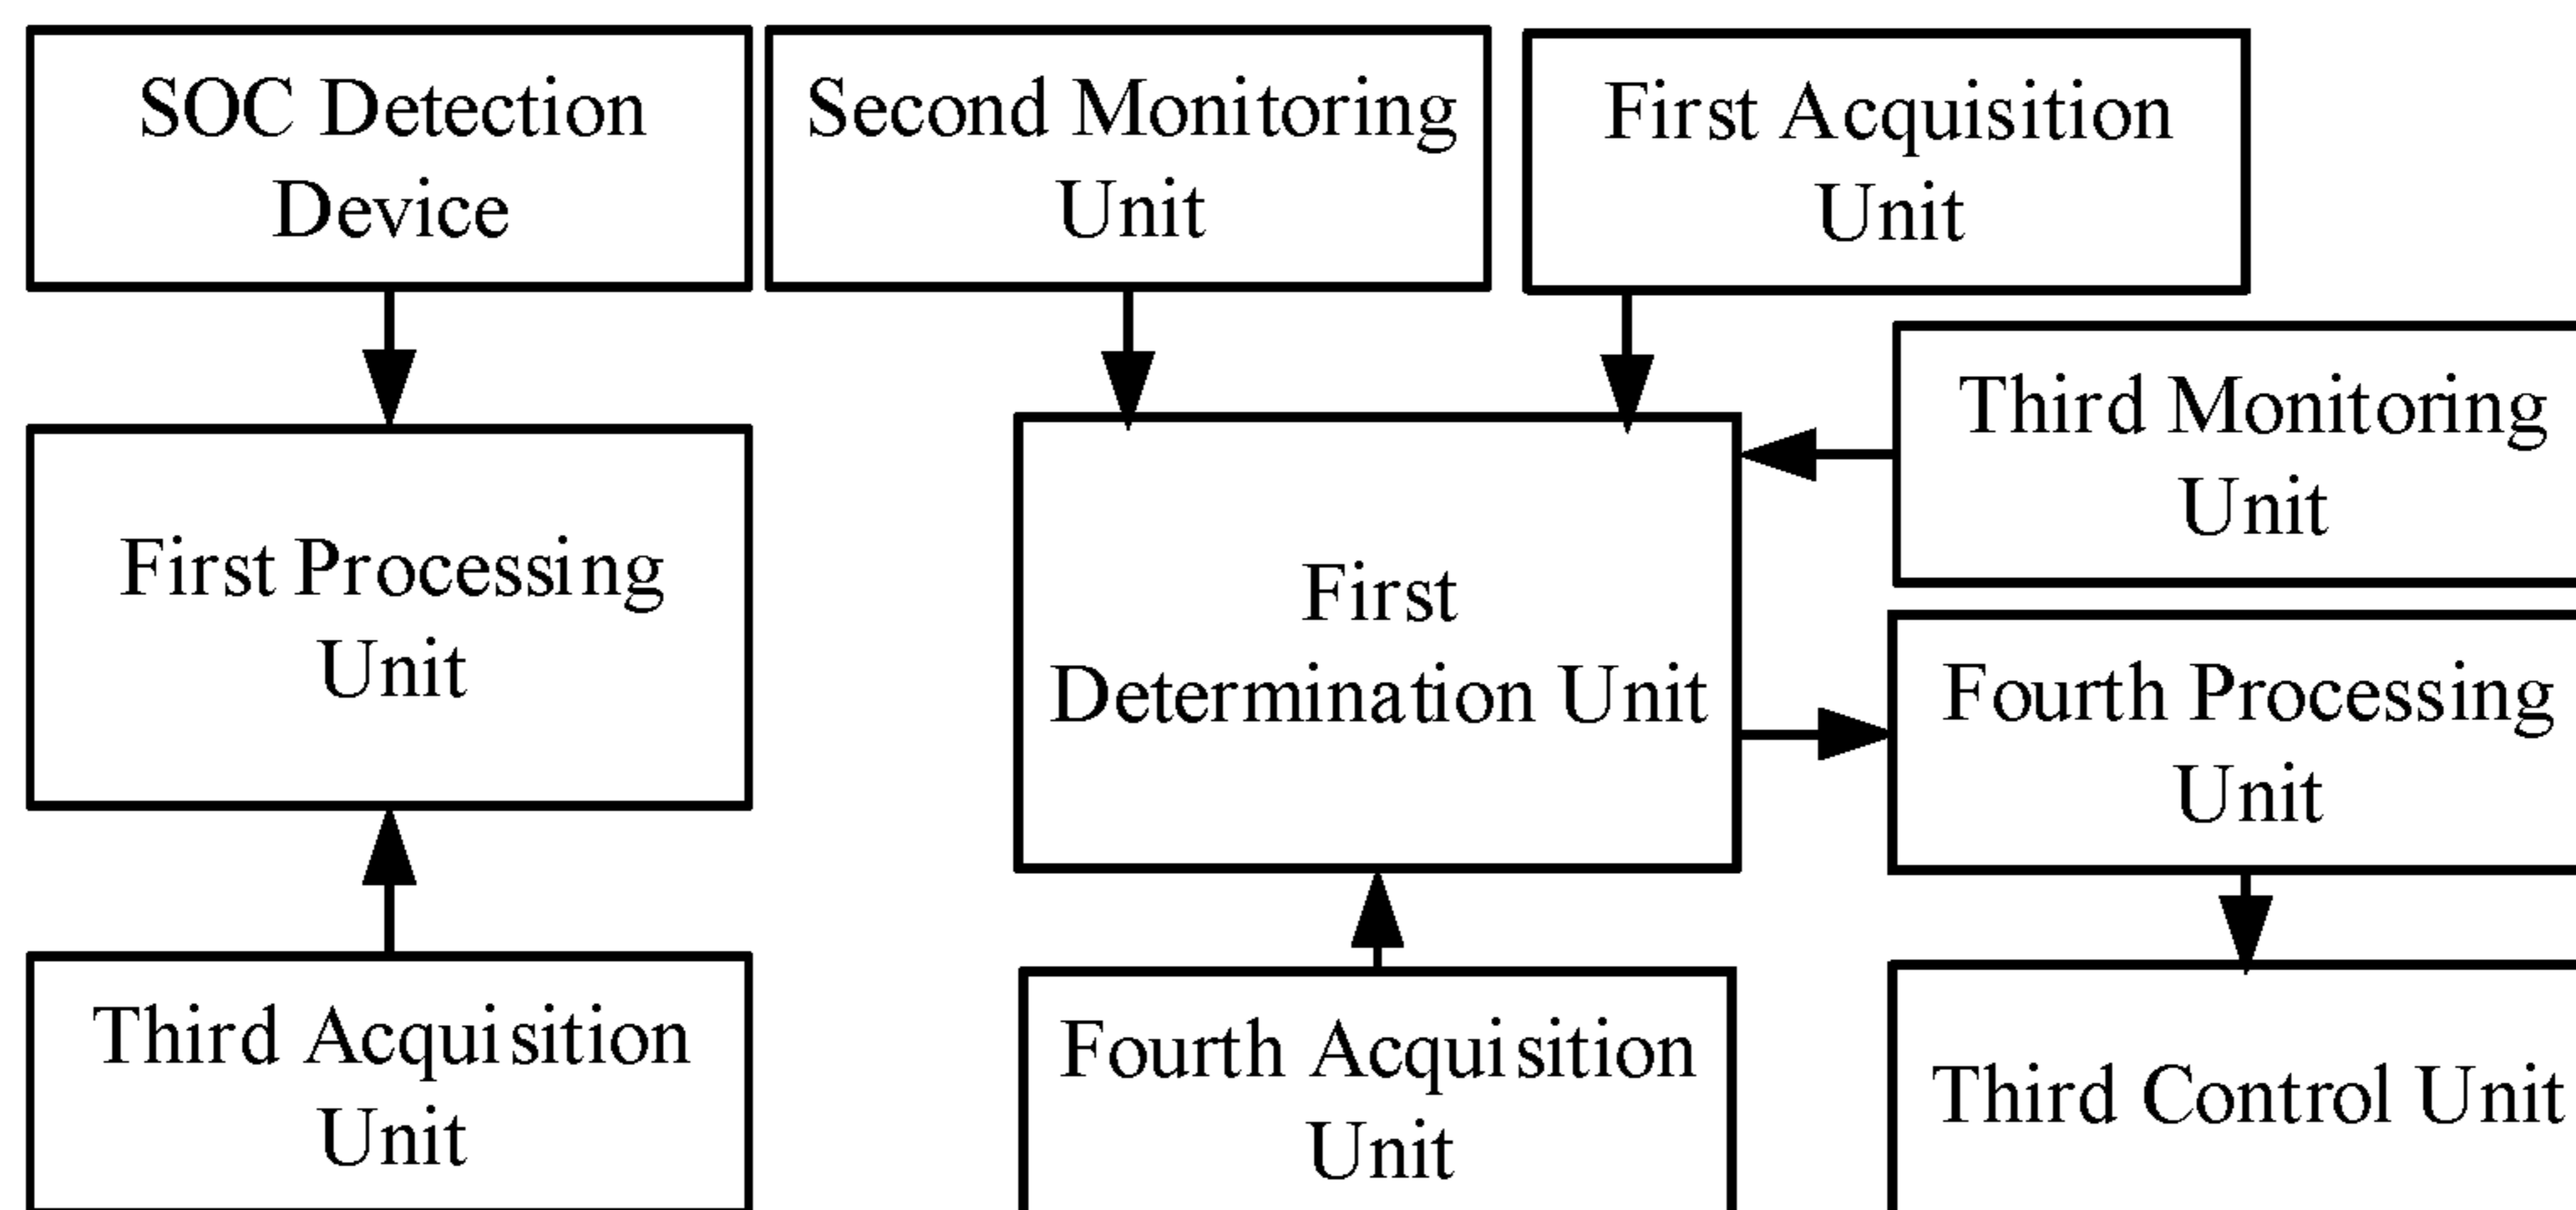 SOC Detection
Device
Second Monitoring
Unit
First Acquisition
Unit
Third Monitoring
Unit
First Processing
Unit
First
Determination Unit
Fourth Processing
Unit
Third Acquisition
Unit
Fourth Acquisition
Unit
Third Control Unit